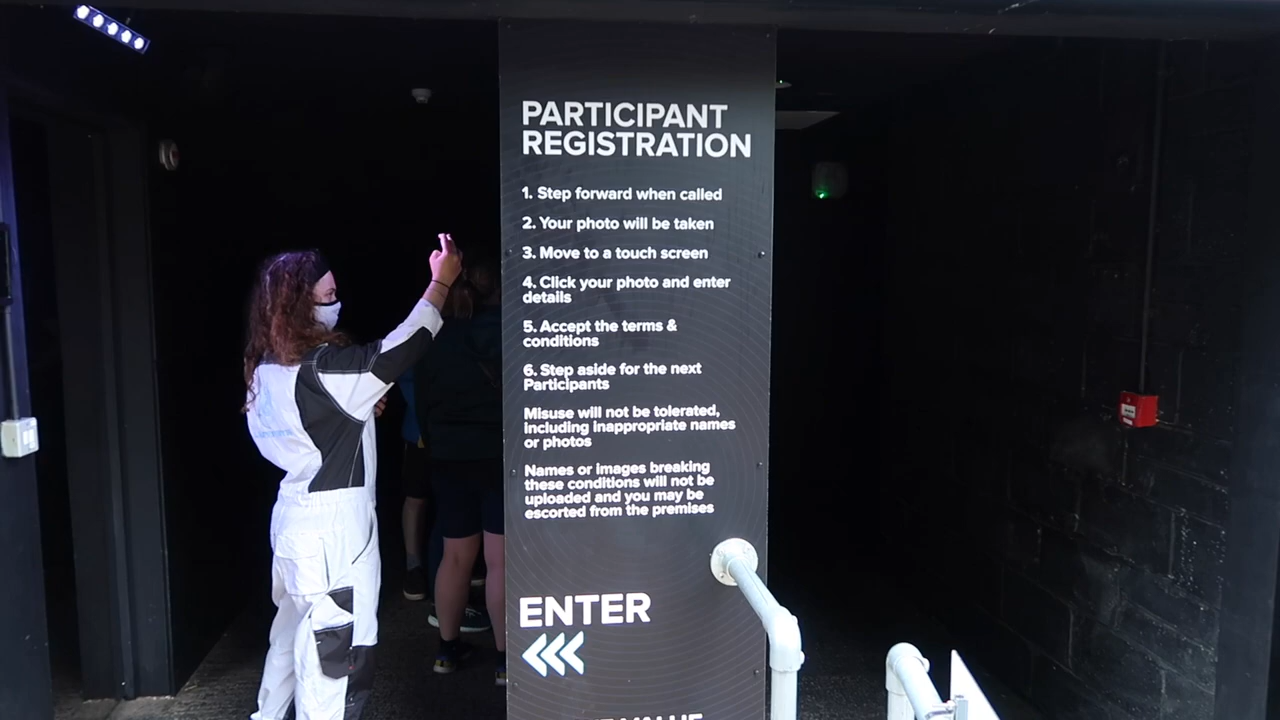 PARTICIPANT
REGISTRATION
1. Step forward when called
2. Your photo will be taken
3. Move to a touch screen
4. Click your photo and enter
details
5. Accept the terms &
conditions
6. Step aside for the next
Participants
Misuse will not be tolerated,
including inappropriate names
or photos
Names or images breaking
these conditions will not be
uploaded and you may be
escorted from the premises
ENTER